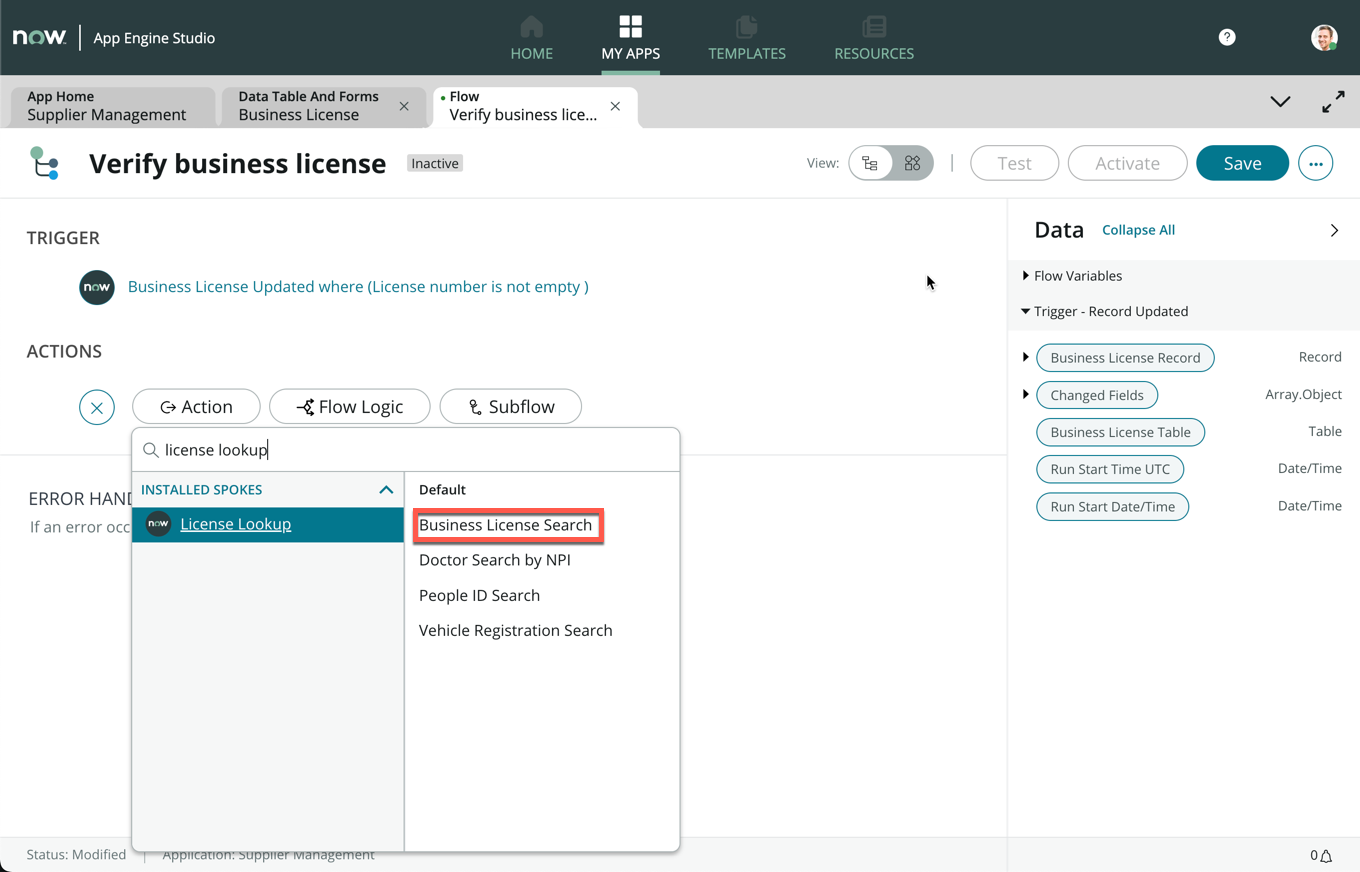 now.
App Engine Studio
HOME
MY APPS
TEMPLATES
RESOURCES
?
App Home
Supplier Management
Data Table And Forms
Business License
Flow
Verify business lice...
Verify business license
Inactive
View:
Test
Activate
Save
TRIGGER
now
Business License Updated where (License number is not empty )
ACTIONS
Action
Flow Logic
Subflow
license lookup
INSTALLED SPOKES
now
License Lookup
Default
Business License Search
Doctor Search by NPI
People ID Search
Vehicle Registration Search
ERROR HAND
If an error occ
Data
Collapse All
Flow Variables
Trigger - Record Updated
Business License Record Record
Changed Fields Array.Object
Business License Table Table
Run Start Time UTC Date/Time
Run Start Date/Time Date/Time
Status: Modified
Application: Supplier Management
0